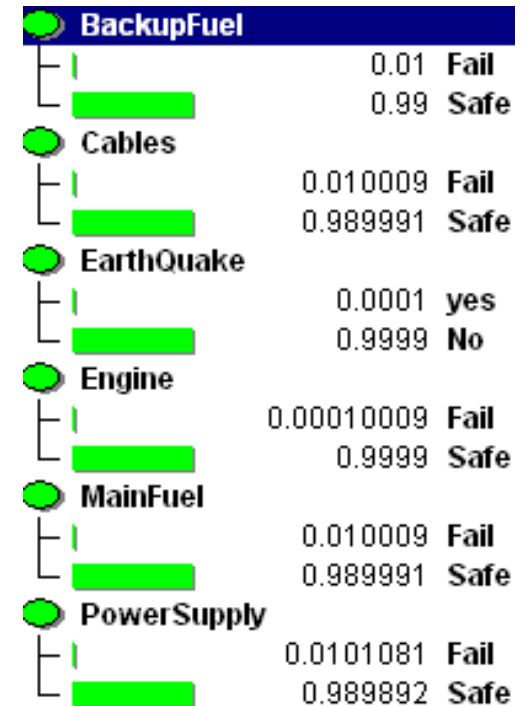 BackupFuel
0.01 Fail
0.99 Safe
Cables
0.010009 Fail
0.989991 Safe
EarthQuake
0.0001 yes
0.9999 No
Engine
0.00010009 Fail
0.9999 Safe
MainFuel
0.010009 Fail
0.989991 Safe
PowerSupply
0.0101081 Fail
0.989892 Safe